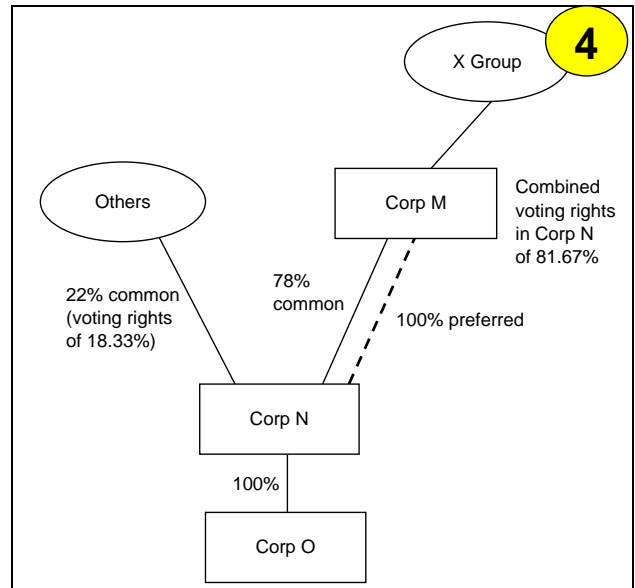 4
X Group
Others
Corp M
Combined
voting rights
in Corp N
of 81.67%
22% common
(voting rights
of 18.33%)
78%
common
100% preferred
Corp N
100%
Corp O